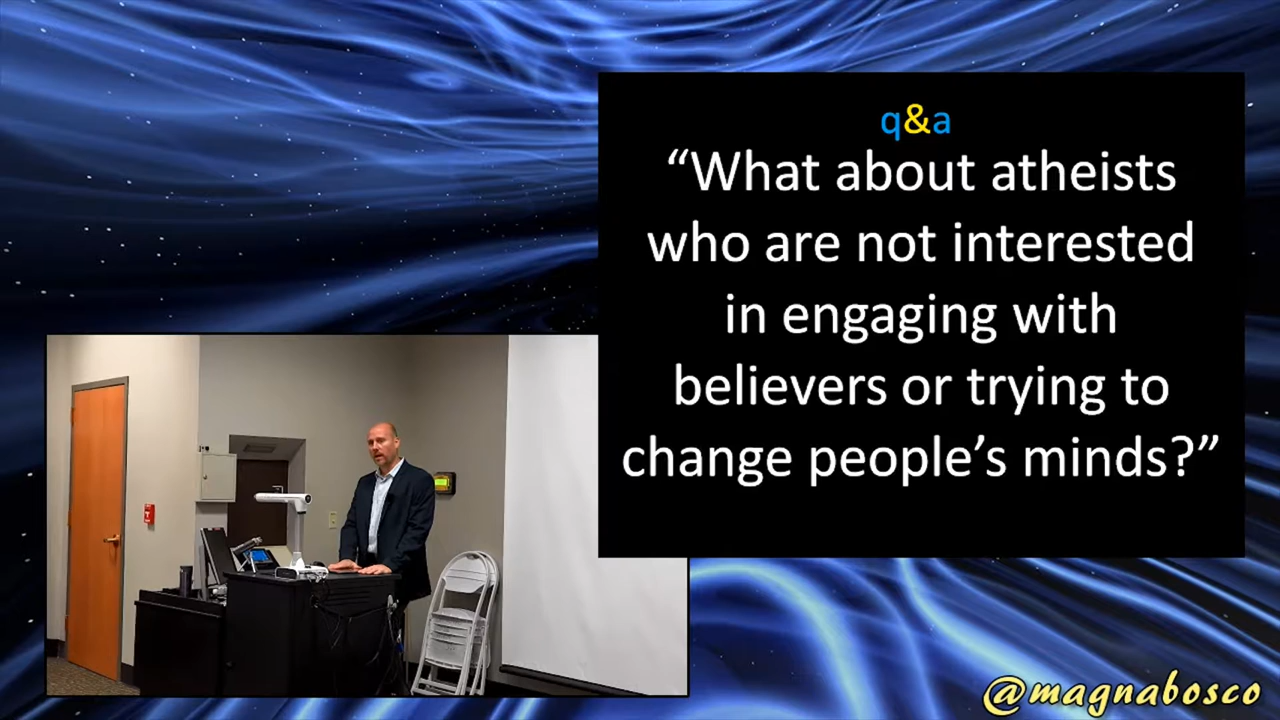 q&a
“What about atheists
who are not interested
in engaging with
believers or trying to
change people’s minds?”
@magnabosco